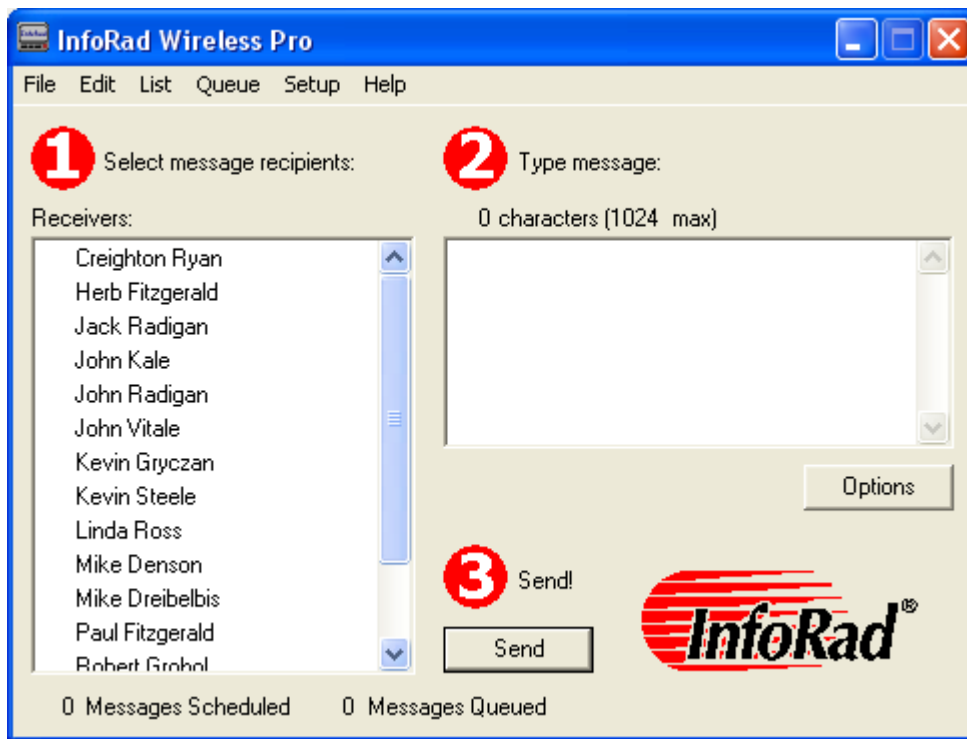 InfoRad Wireless Pro
File Edit List Queue Setup Help
1 Select message recipients:
Receivers:
Creighton Ryan
Herb Fitzgerald
Jack Radigan
John Kale
John Radigan
John Vitale
Kevin Gryczan
Kevin Steele
Linda Ross
Mike Denson
Mike Dreibelbis
Paul Fitzgerald
Robert Grohol
2 Type message:
0 characters (1024 max)
Options
3 Send!
Send
InfoRad®
0 Messages Scheduled 0 Messages Queued